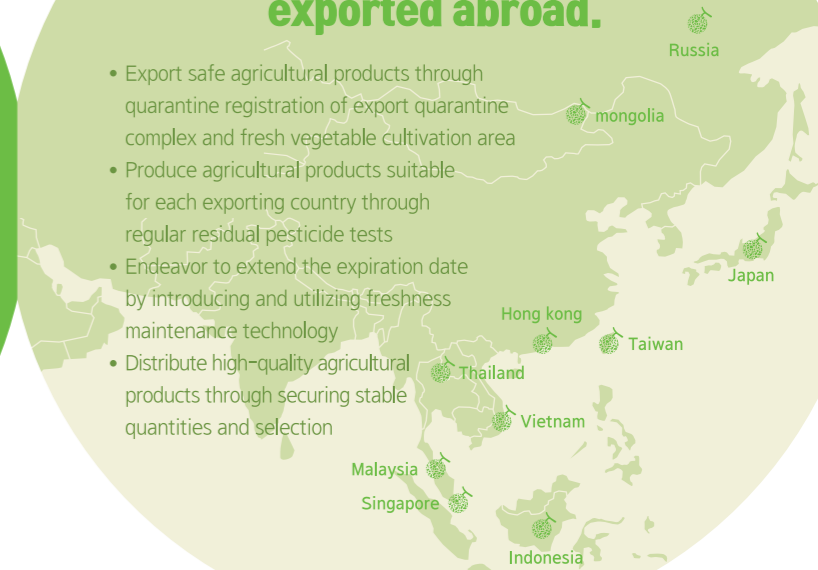 exported abroad.
Russia
• Export safe agricultural products through
quarantine registration of export quarantine
complex and fresh vegetable cultivation area
mongolia
• Produce agricultural products suitable
for each exporting country through
regular residual pesticide tests
• Endeavor to extend the expiration date
by introducing and utilizing freshness
maintenance technology
• Distribute high-quality agricultural
products through securing stable
quantities and selection
Japan
Hong kong
Taiwan
Thailand
Vietnam
Malaysia
Singapore
Indonesia